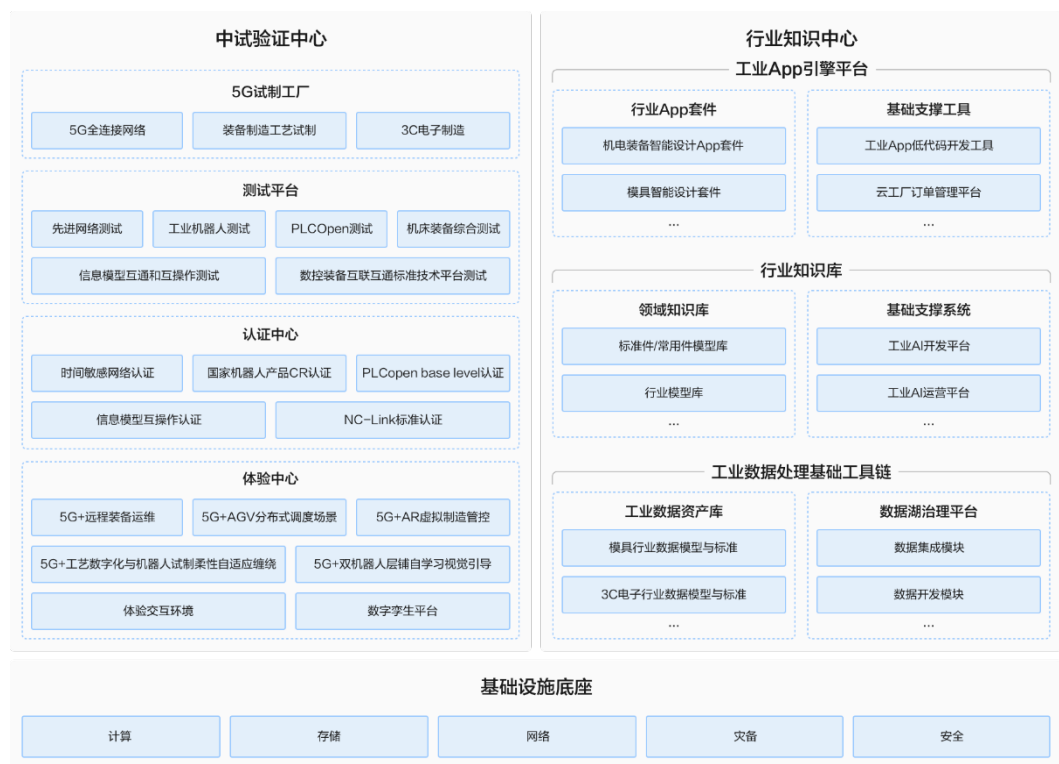 中试验证中心
5G试制工厂
5G全连接网络
装备制造工艺试制
3C电子制造
测试平台
先进网络测试
工业机器人测试
PLCOpen测试
机床装备综合测试
信息模型互通和互操作测试
数控装备互联互通标准技术平台测试
认证中心
时间敏感网络认证
国家机器人产品CR认证
PLCopen base level认证
信息模型互操作认证
NC-Link标准认证
体验中心
5G+远程装备运维
5G+AGV分布式调度场景
5G+AR虚拟制造管控
5G+工艺数字化与机器人试制柔性自适应缠绕
5G+双机器人层铺自学习视觉引导
体验交互环境
数字孪生平台
行业知识中心
工业App引擎平台
行业App套件
机电装备智能设计App套件
模具智能设计套件
...
基础支撑工具
工业App低代码开发工具
云工厂订单管理平台
...
行业知识库
领域知识库
标准件/常用件模型库
行业模型库
...
基础支撑系统
工业AI开发平台
工业AI运营平台
...
工业数据处理基础工具链
工业数据资产库
模具行业数据模型与标准
3C电子行业数据模型与标准
...
数据湖治理平台
数据集成模块
数据开发模块
...
基础设施底座
计算
存储
网络
灾备
安全